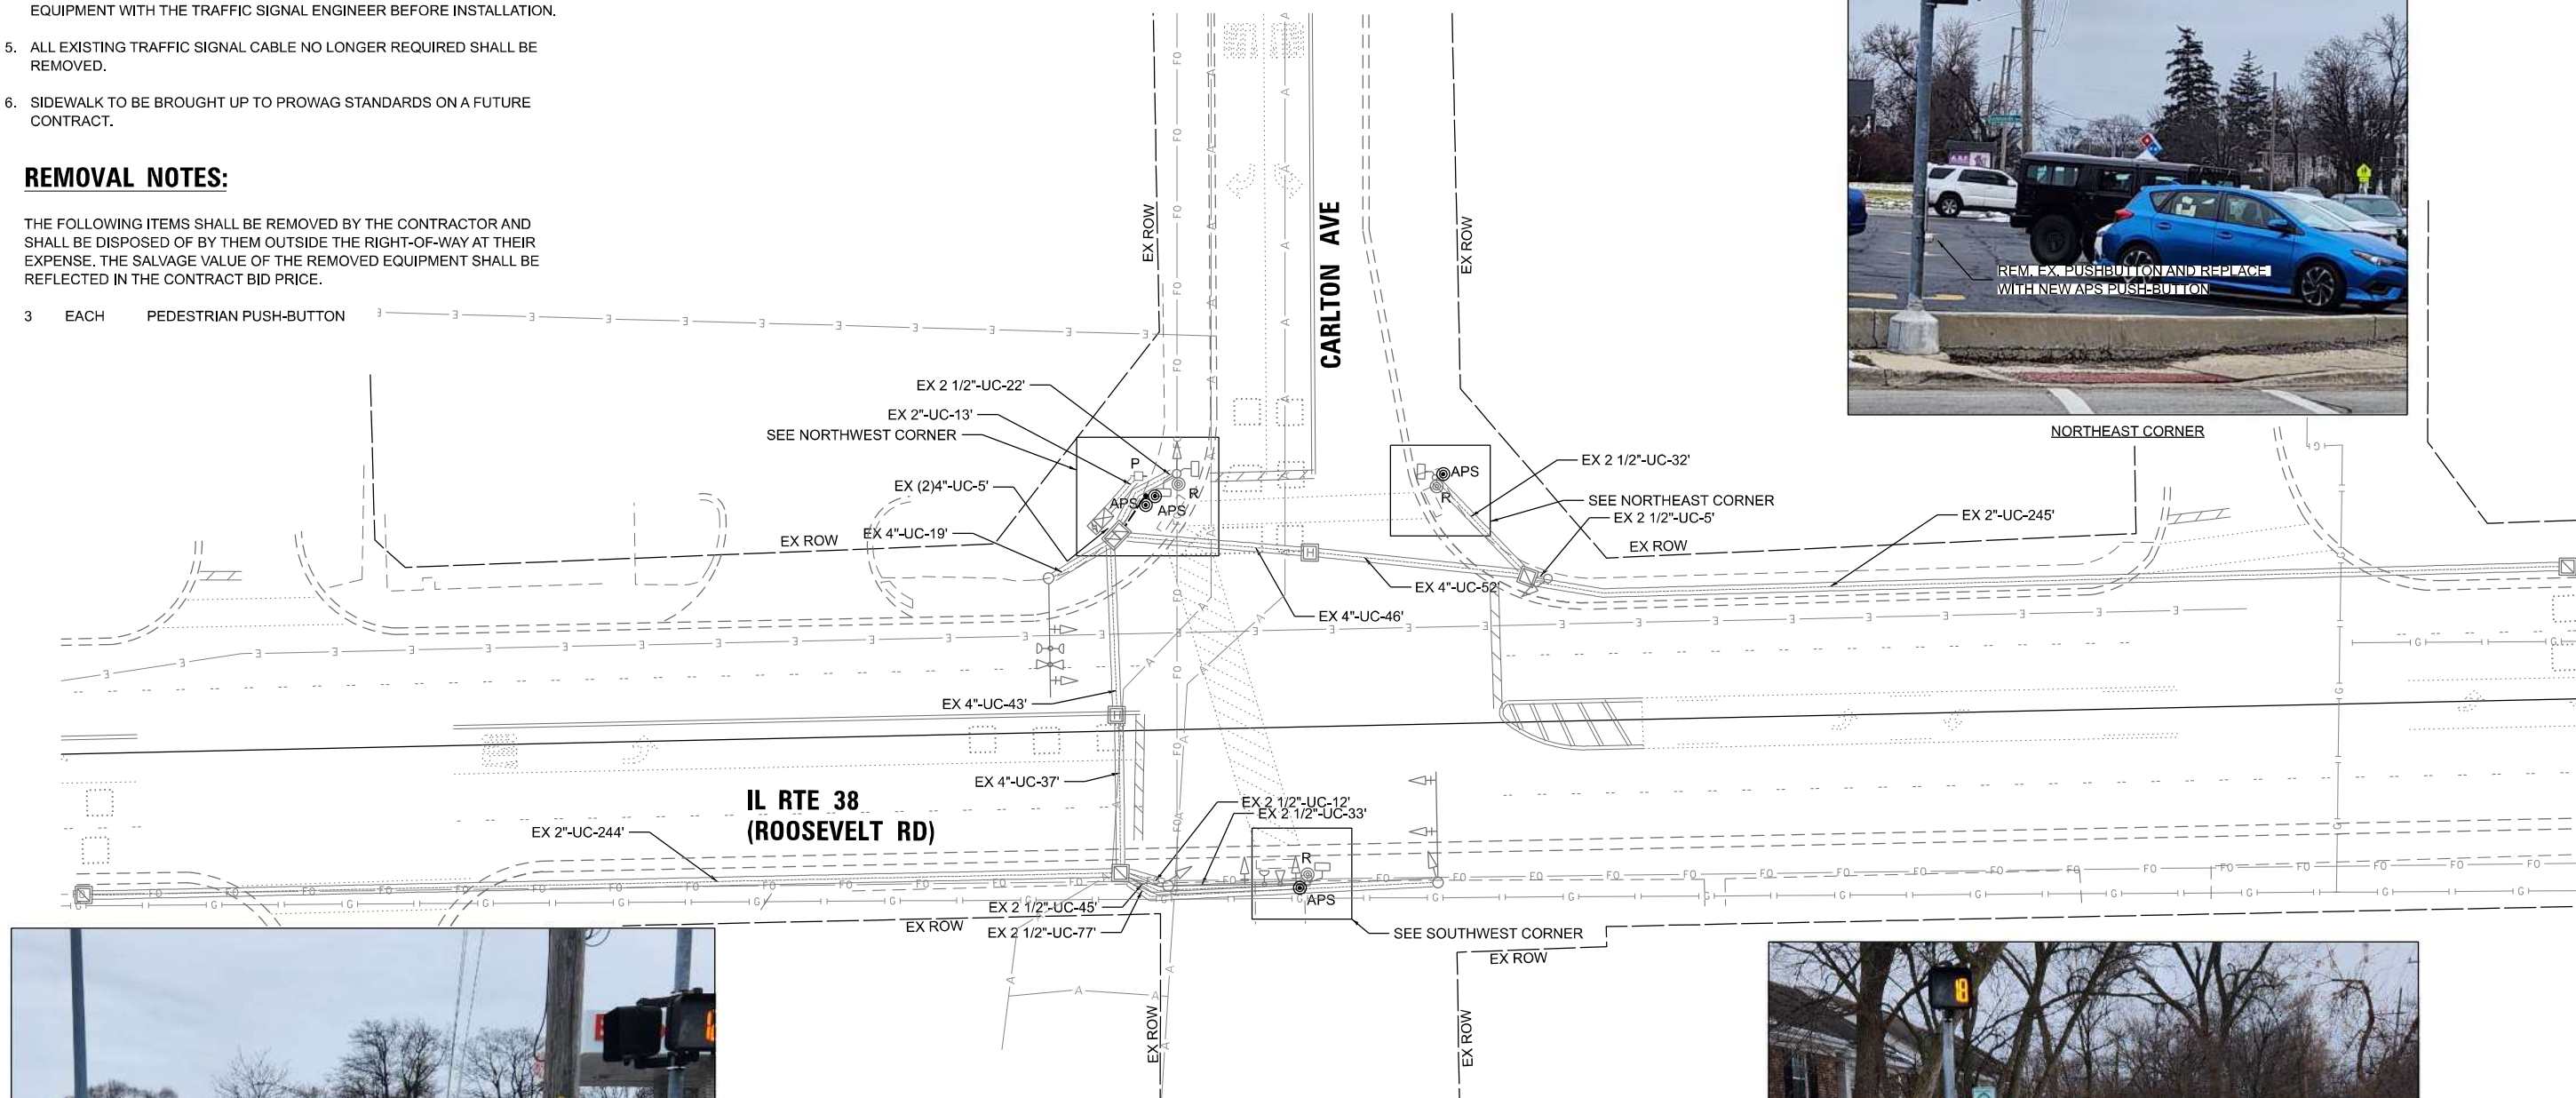 EQUIPMENT WITH THE TRAFFIC SIGNAL ENGINEER BEFORE INSTALLATION.
5. ALL EXISTING TRAFFIC SIGNAL CABLE NO LONGER REQUIRED SHALL BE
REMOVED.
6. SIDEWALK TO BE BROUGHT UP TO PROWAG STANDARDS ON A FUTURE
CONTRACT.
REMOVAL NOTES:
THE FOLLOWING ITEMS SHALL BE REMOVED BY THE CONTRACTOR AND
SHALL BE DISPOSED OF BY THEM OUTSIDE THE RIGHT-OF-WAY AT THEIR
EXPENSE. THE SALVAGE VALUE OF THE REMOVED EQUIPMENT SHALL BE
REFLECTED IN THE CONTRACT BID PRICE.
3 EACH PEDESTRIAN PUSH-BUTTON
EX ROW
CARLTON AVE
EX ROW
REM. EX. PUSHBUTTON AND REPLACE
WITH NEW APS PUSH-BUTTON
NORTHEAST CORNER
EX 2 1/2"-UC-22'
EX 2"-UC-13'
SEE NORTHWEST CORNER
EX (2)4"-UC-5'
EX 4"-UC-19'
EX ROW
P
R
APS
APS
APS
R
EX 2 1/2"-UC-32'
SEE NORTHEAST CORNER
EX 2 1/2"-UC-5'
EX 2"-UC-245'
EX ROW
H
EX 4"-UC-52'
EX 4"-UC-46'
EX 4"-UC-43'
H
EX 4"-UC-37'
IL RTE 38
(ROOSEVELT RD)
EX 2"-UC-244'
EX 2 1/2"-UC-12'
EX 2 1/2"-UC-33'
R
APS
EX 2 1/2"-UC-45'
EX 2 1/2"-UC-77'
EX ROW
SEE SOUTHWEST CORNER
EX ROW
EX ROW
EX ROW
18